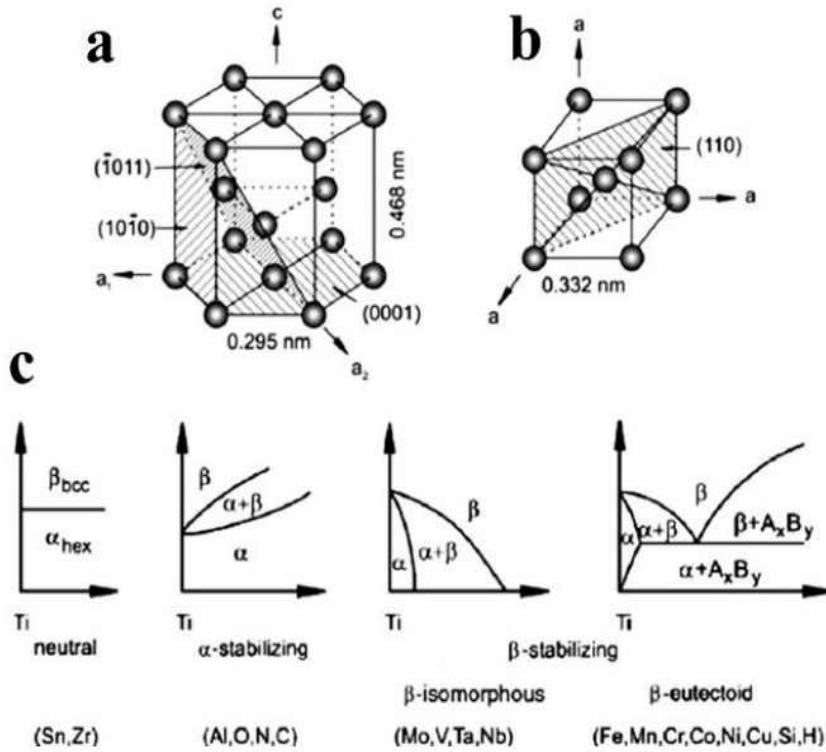 a
c
(1̄011)
(101̄0)
0.468 nm
a₁
(0001)
0.295 nm
a₂
b
a
(110)
a
a
0.332 nm
c
βbcc
αhex
Ti
neutral
(Sn,Zr)
β
α+β
α
Ti
α-stabilizing
(Al,O,N,C)
β
α
α+β
Ti
β-isomorphous
(Mo,V,Ta,Nb)
β-stabilizing
β
α
α+β
β+AₓBᵧ
α+AₓBᵧ
Ti
β-eutectoid
(Fe,Mn,Cr,Co,Ni,Cu,Si,H)